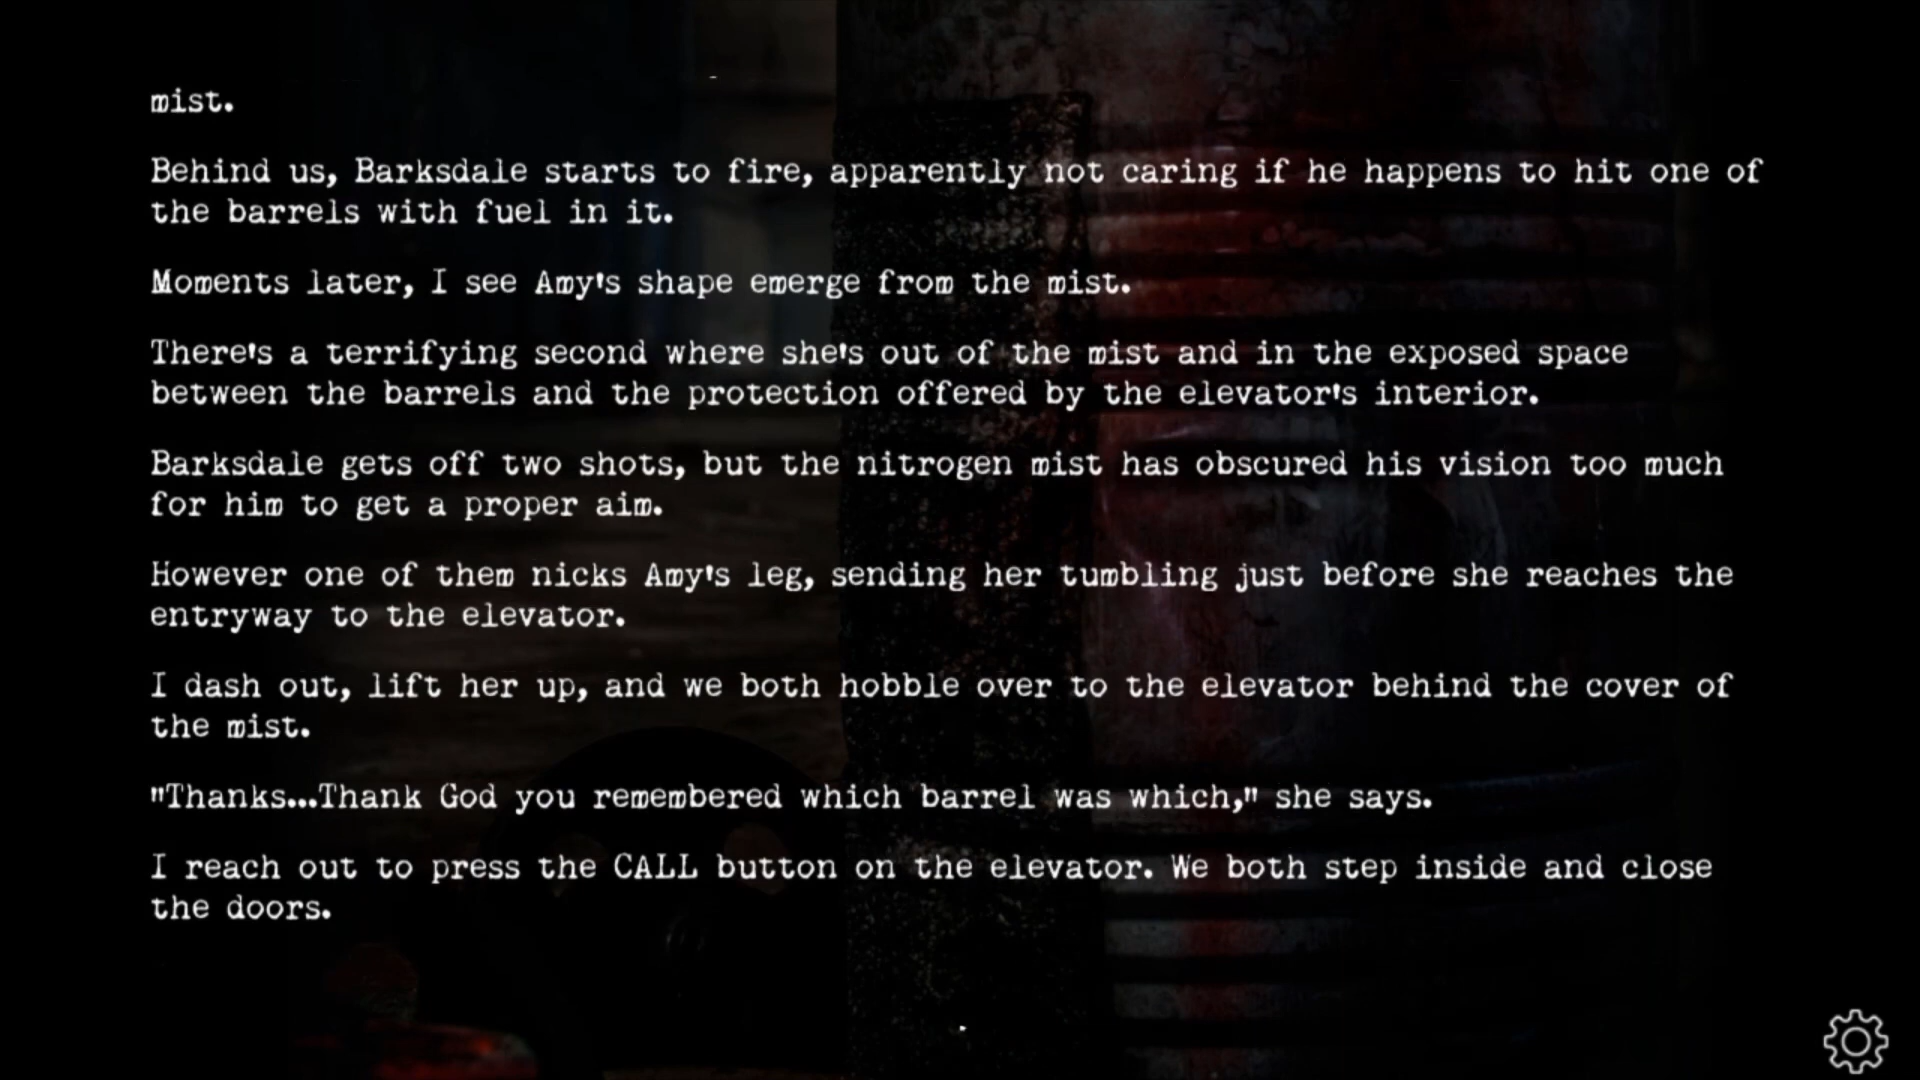 mist.
Behind us, Barksdale starts to fire, apparently not caring if he happens to hit one of
the barrels with fuel in it.
Moments later, I see Amy's shape emerge from the mist.
There's a terrifying second where she's out of the mist and in the exposed space
between the barrels and the protection offered by the elevator's interior.
Barksdale gets off two shots, but the nitrogen mist has obscured his vision too much
for him to get a proper aim.
However one of them nicks Amy's leg, sending her tumbling just before she reaches the
entryway to the elevator.
I dash out, lift her up, and we both hobble over to the elevator behind the cover of
the mist.
"Thanks...Thank God you remembered which barrel was which," she says.
I reach out to press the CALL button on the elevator. We both step inside and close
the doors.